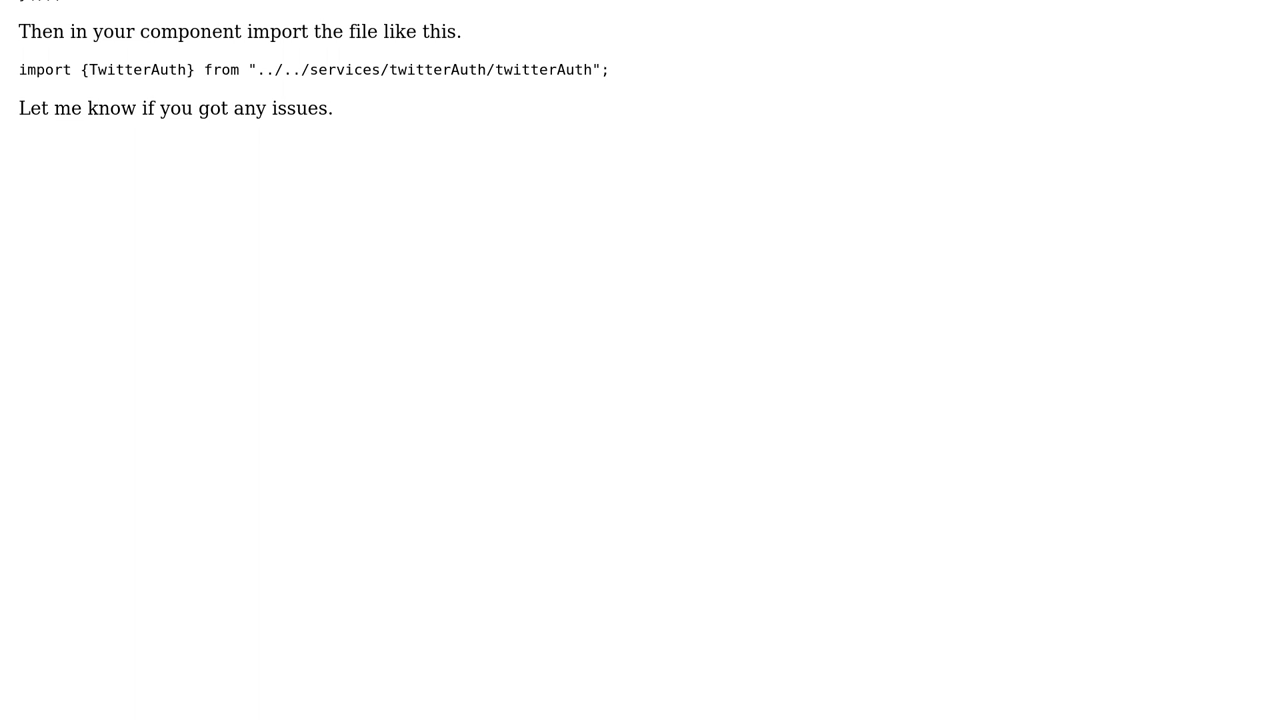 Then in your component import the file like this.
import {TwitterAuth} from "../../services/twitterAuth/twitterAuth";
Let me know if you got any issues.